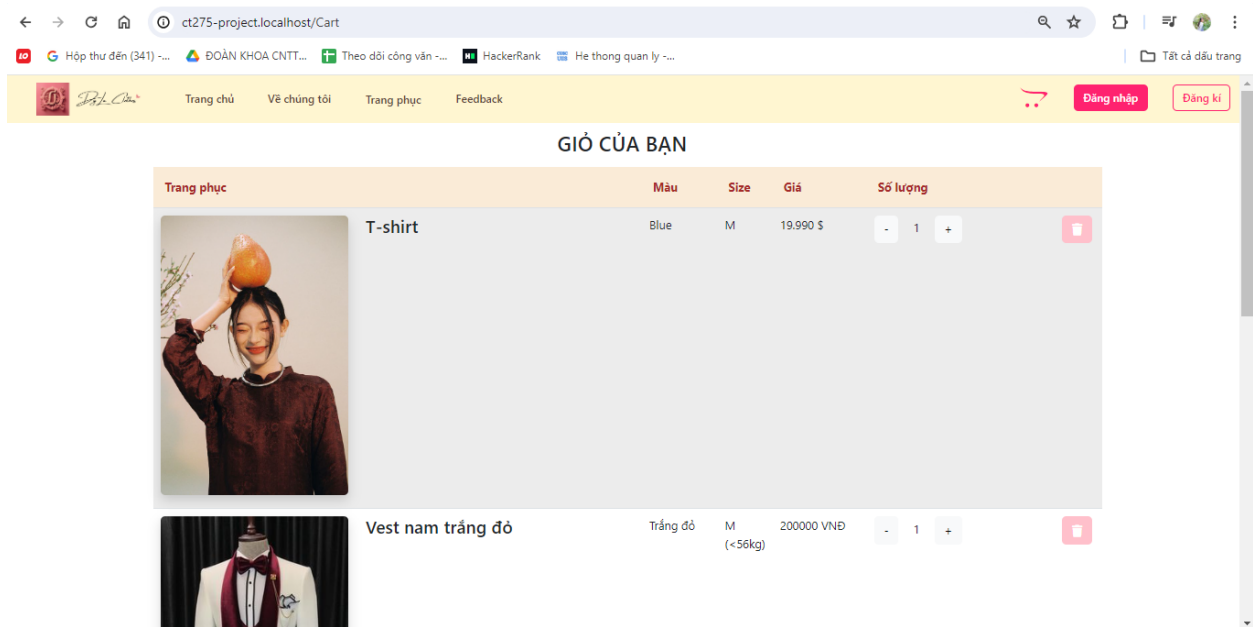 ct275-project.localhost/Cart
Hộp thư đến (341) -... ĐOÀN KHOA CNTT... Theo dõi công văn -... HackerRank He thong quan ly -... Tất cả dấu trang
Trang chủ Về chúng tôi Trang phục Feedback Đăng nhập Đăng kí
GIỎ CỦA BẠN
Trang phục Màu Size Giá Số lượng
T-shirt Blue M 19.990 $ - 1 +
Vest nam trắng đỏ Trắng đỏ M 200000 VNĐ - 1 +
(<56kg)